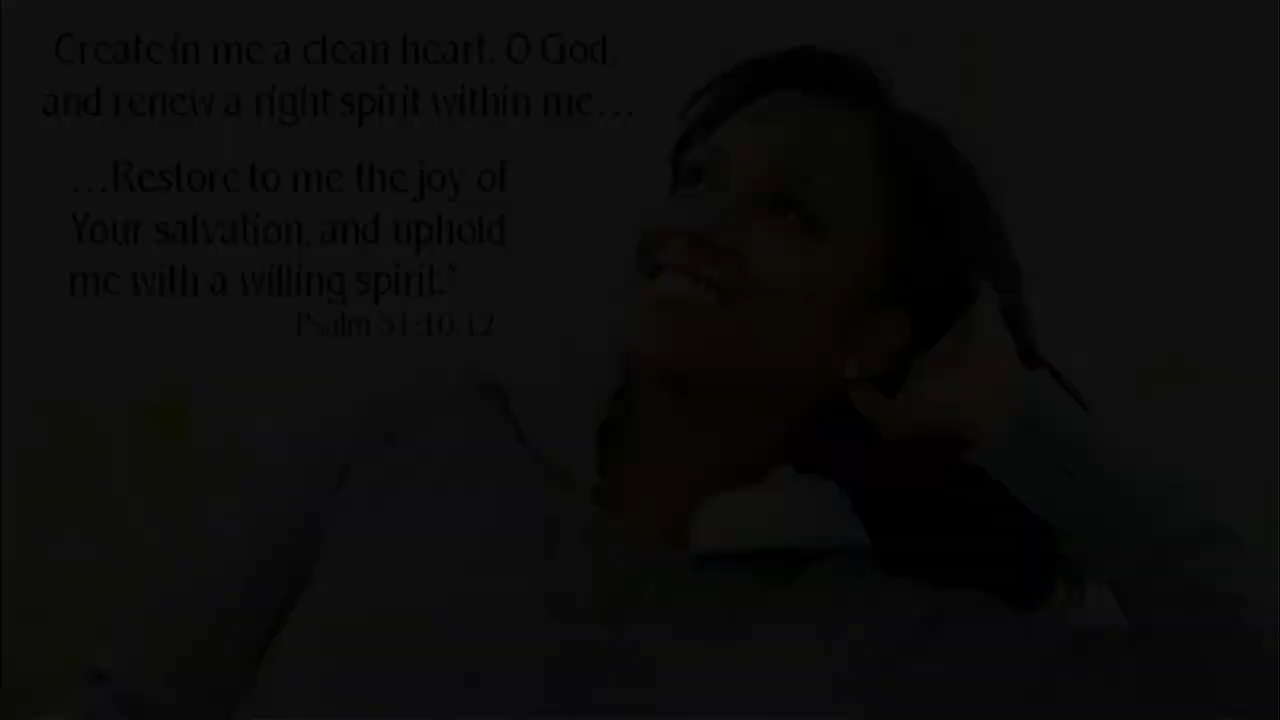 Create in me a clean heart. O God,
and renew a right spirit within me…
…Restore to me the joy of
Your salvation, and uphold
me with a willing spirit."
Psalm 51:10,12